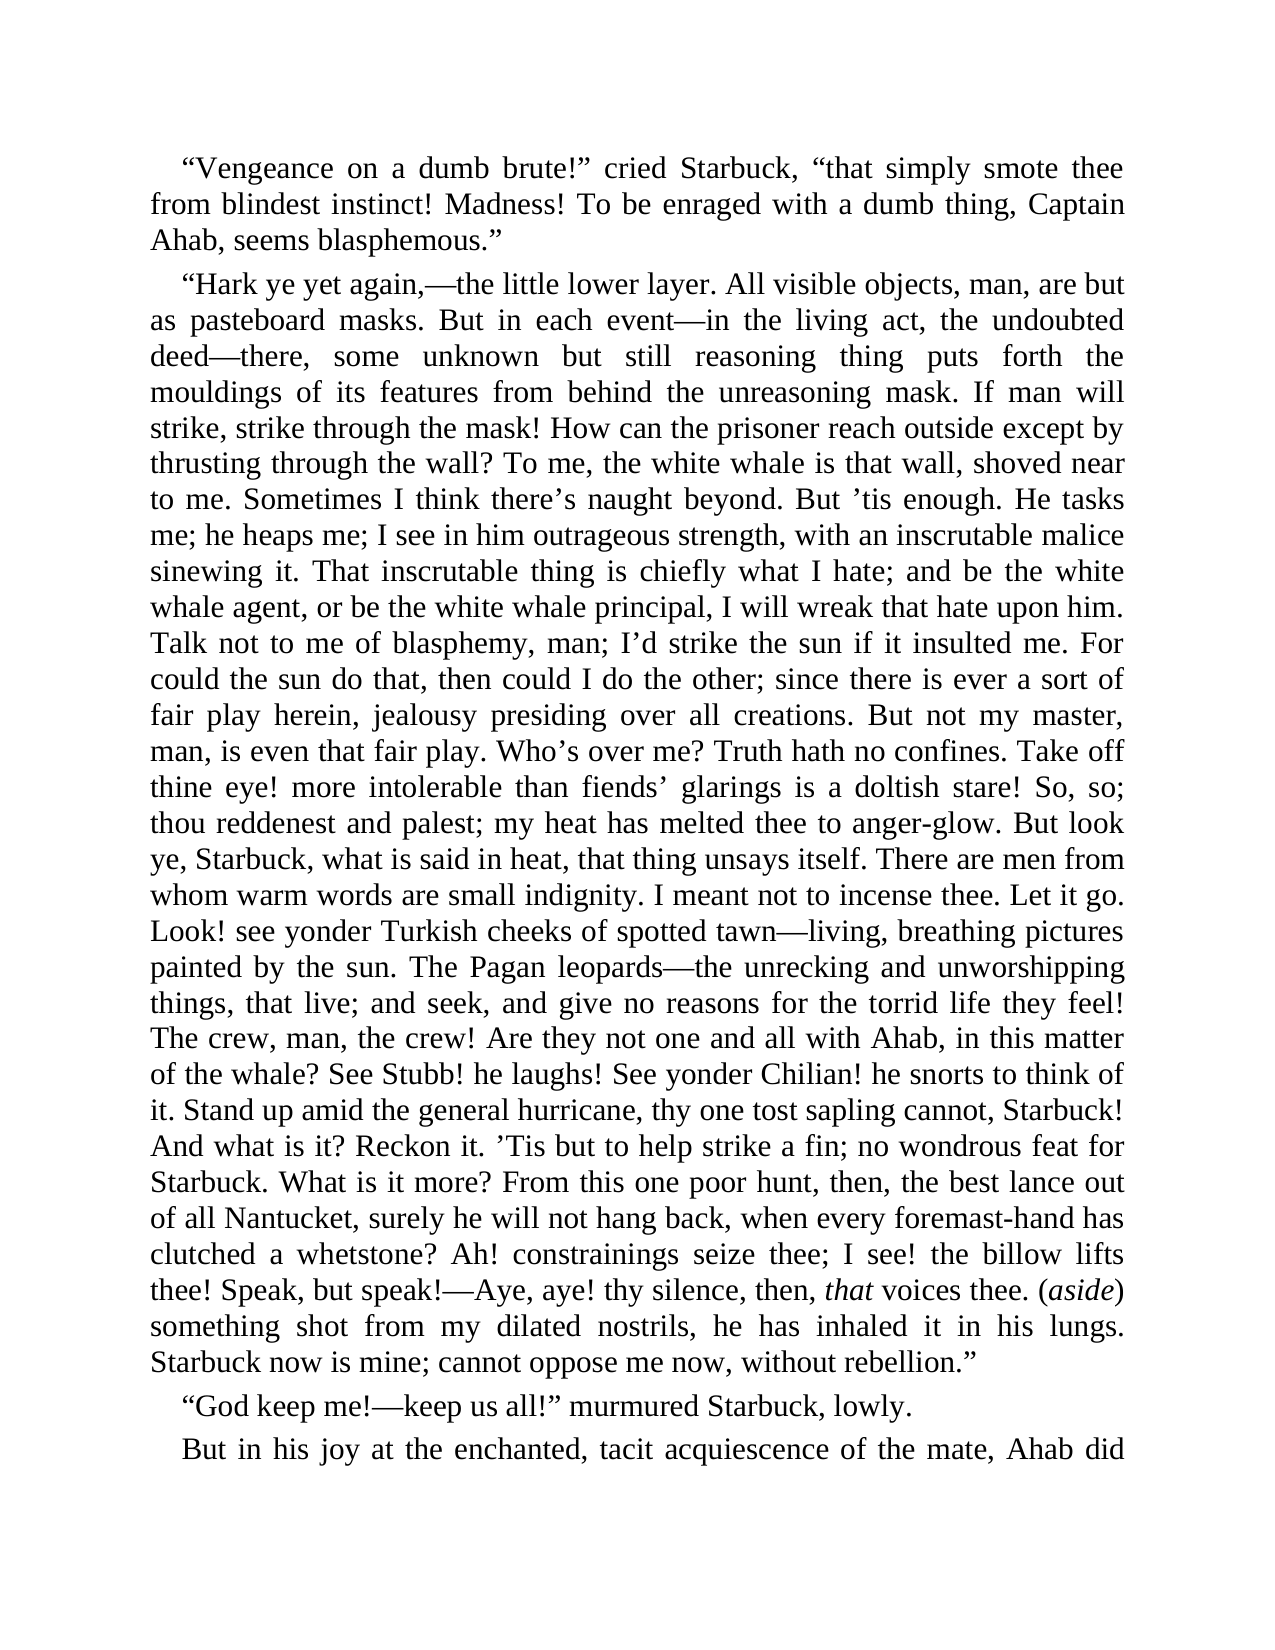 “Vengeance on a dumb brute!” cried Starbuck, “that simply smote thee
from blindest instinct! Madness! To be enraged with a dumb thing, Captain
Ahab, seems blasphemous.”
“Hark ye yet again,—the little lower layer. All visible objects, man, are but
as pasteboard masks. But in each event—in the living act, the undoubted
deed—there, some unknown but still reasoning thing puts forth the
mouldings of its features from behind the unreasoning mask. If man will
strike, strike through the mask! How can the prisoner reach outside except by
thrusting through the wall? To me, the white whale is that wall, shoved near
to me. Sometimes I think there’s naught beyond. But ’tis enough. He tasks
me; he heaps me; I see in him outrageous strength, with an inscrutable malice
sinewing it. That inscrutable thing is chiefly what I hate; and be the white
whale agent, or be the white whale principal, I will wreak that hate upon him.
Talk not to me of blasphemy, man; I’d strike the sun if it insulted me. For
could the sun do that, then could I do the other; since there is ever a sort of
fair play herein, jealousy presiding over all creations. But not my master,
man, is even that fair play. Who’s over me? Truth hath no confines. Take off
thine eye! more intolerable than fiends’ glarings is a doltish stare! So, so;
thou reddenest and palest; my heat has melted thee to anger-glow. But look
ye, Starbuck, what is said in heat, that thing unsays itself. There are men from
whom warm words are small indignity. I meant not to incense thee. Let it go.
Look! see yonder Turkish cheeks of spotted tawn—living, breathing pictures
painted by the sun. The Pagan leopards—the unrecking and unworshipping
things, that live; and seek, and give no reasons for the torrid life they feel!
The crew, man, the crew! Are they not one and all with Ahab, in this matter
of the whale? See Stubb! he laughs! See yonder Chilian! he snorts to think of
it. Stand up amid the general hurricane, thy one tost sapling cannot, Starbuck!
And what is it? Reckon it. ’Tis but to help strike a fin; no wondrous feat for
Starbuck. What is it more? From this one poor hunt, then, the best lance out
of all Nantucket, surely he will not hang back, when every foremast-hand has
clutched a whetstone? Ah! constrainings seize thee; I see! the billow lifts
thee! Speak, but speak!—Aye, aye! thy silence, then, that voices thee. (aside)
something shot from my dilated nostrils, he has inhaled it in his lungs.
Starbuck now is mine; cannot oppose me now, without rebellion.”
“God keep me!—keep us all!” murmured Starbuck, lowly.
But in his joy at the enchanted, tacit acquiescence of the mate, Ahab did